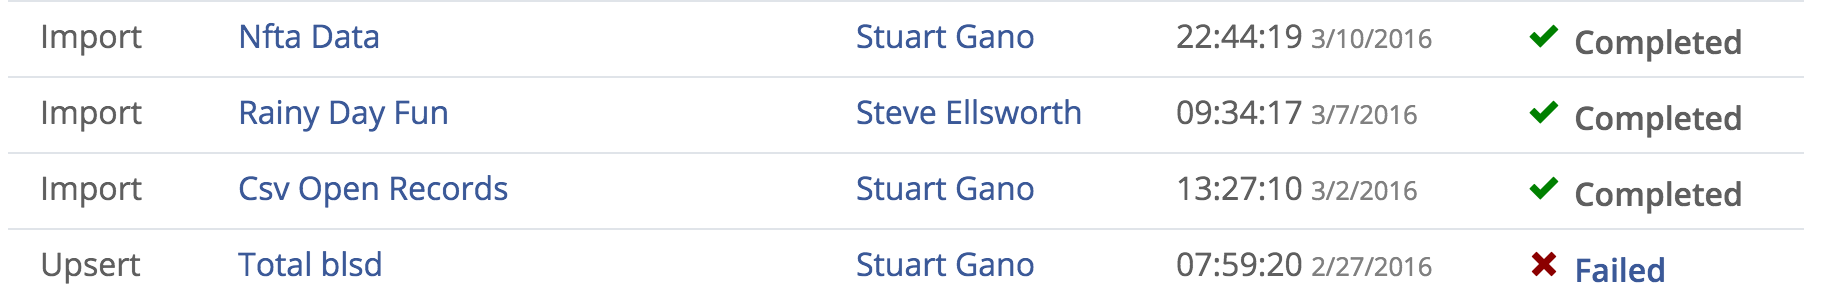 Import Nfta Data Stuart Gano 22:44:19 3/10/2016 Completed
Import Rainy Day Fun Steve Ellsworth 09:34:17 3/7/2016 Completed
Import Csv Open Records Stuart Gano 13:27:10 3/2/2016 Completed
Upsert Total blsd Stuart Gano 07:59:20 2/27/2016 Failed